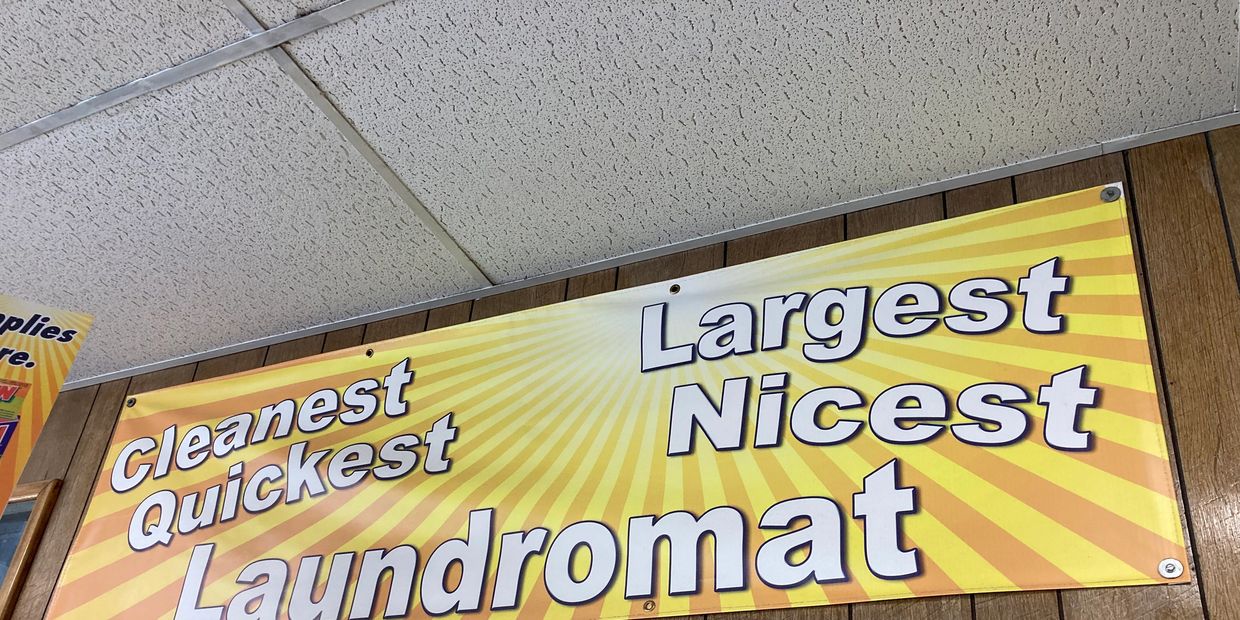 Cleanest
Quickest
Largest
Nicest
Laundromat